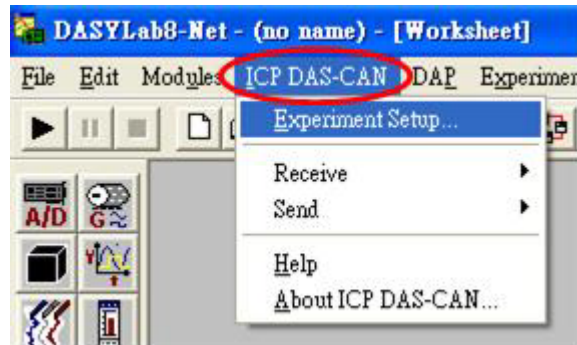 DASYLab8-Net - (no name) - [Worksheet]
File Edit Modules ICP DAS-CAN DAP Experimen
Experiment Setup...
Receive
Send
Help
About ICP DAS-CAN...
A/D
G
Y